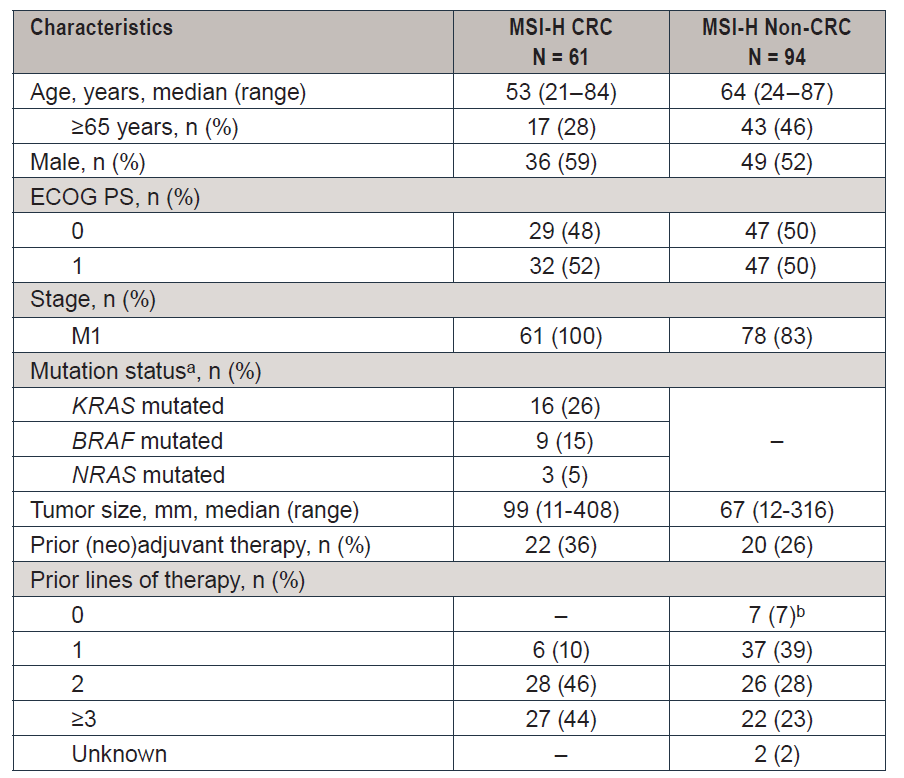 Characteristics MSI-H CRC N = 61 MSI-H Non-CRC N = 94
Age, years, median (range) 53 (21–84) 64 (24–87)
≥65 years, n (%) 17 (28) 43 (46)
Male, n (%) 36 (59) 49 (52)
ECOG PS, n (%)
0 29 (48) 47 (50)
1 32 (52) 47 (50)
Stage, n (%)
M1 61 (100) 78 (83)
Mutation statusᵃ, n (%)
KRAS mutated 16 (26)
BRAF mutated 9 (15) –
NRAS mutated 3 (5)
Tumor size, mm, median (range) 99 (11-408) 67 (12-316)
Prior (neo)adjuvant therapy, n (%) 22 (36) 20 (26)
Prior lines of therapy, n (%)
0 – 7 (7)ᵇ
1 6 (10) 37 (39)
2 28 (46) 26 (28)
≥3 27 (44) 22 (23)
Unknown – 2 (2)